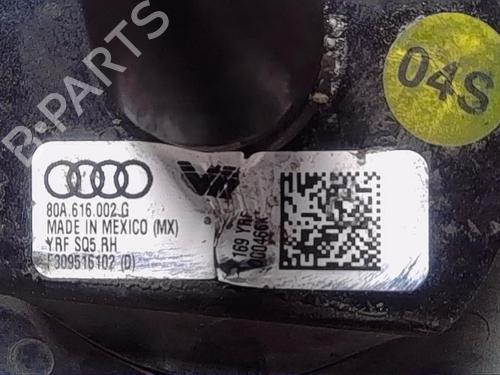 04S
80A.616.002.G
MADE IN MEXICO (MX)
YRF SQ5 RH
F309516102 (D)
169 YRF
B-PARTS